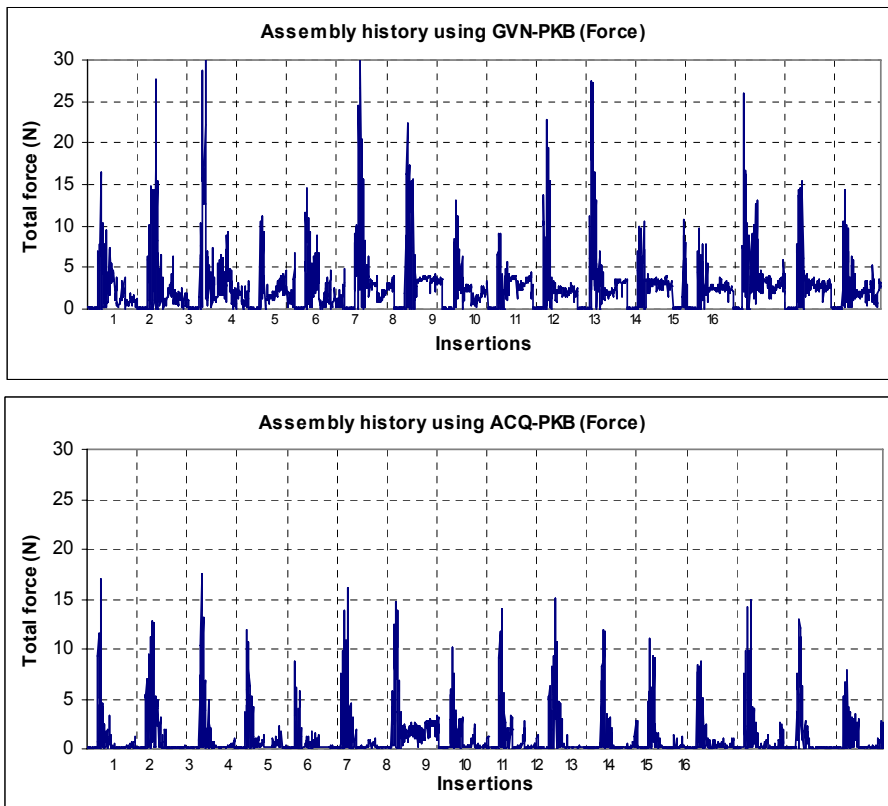 Assembly history using GVN-PKB (Force)
30
25
20
15
10
5
0
Total force (N)
1 2 3 4 5 6 7 8 9 10 11 12 13 14 15 16
Insertions
Assembly history using ACQ-PKB (Force)
30
25
20
15
10
5
0
Total force (N)
1 2 3 4 5 6 7 8 9 10 11 12 13 14 15 16
Insertions